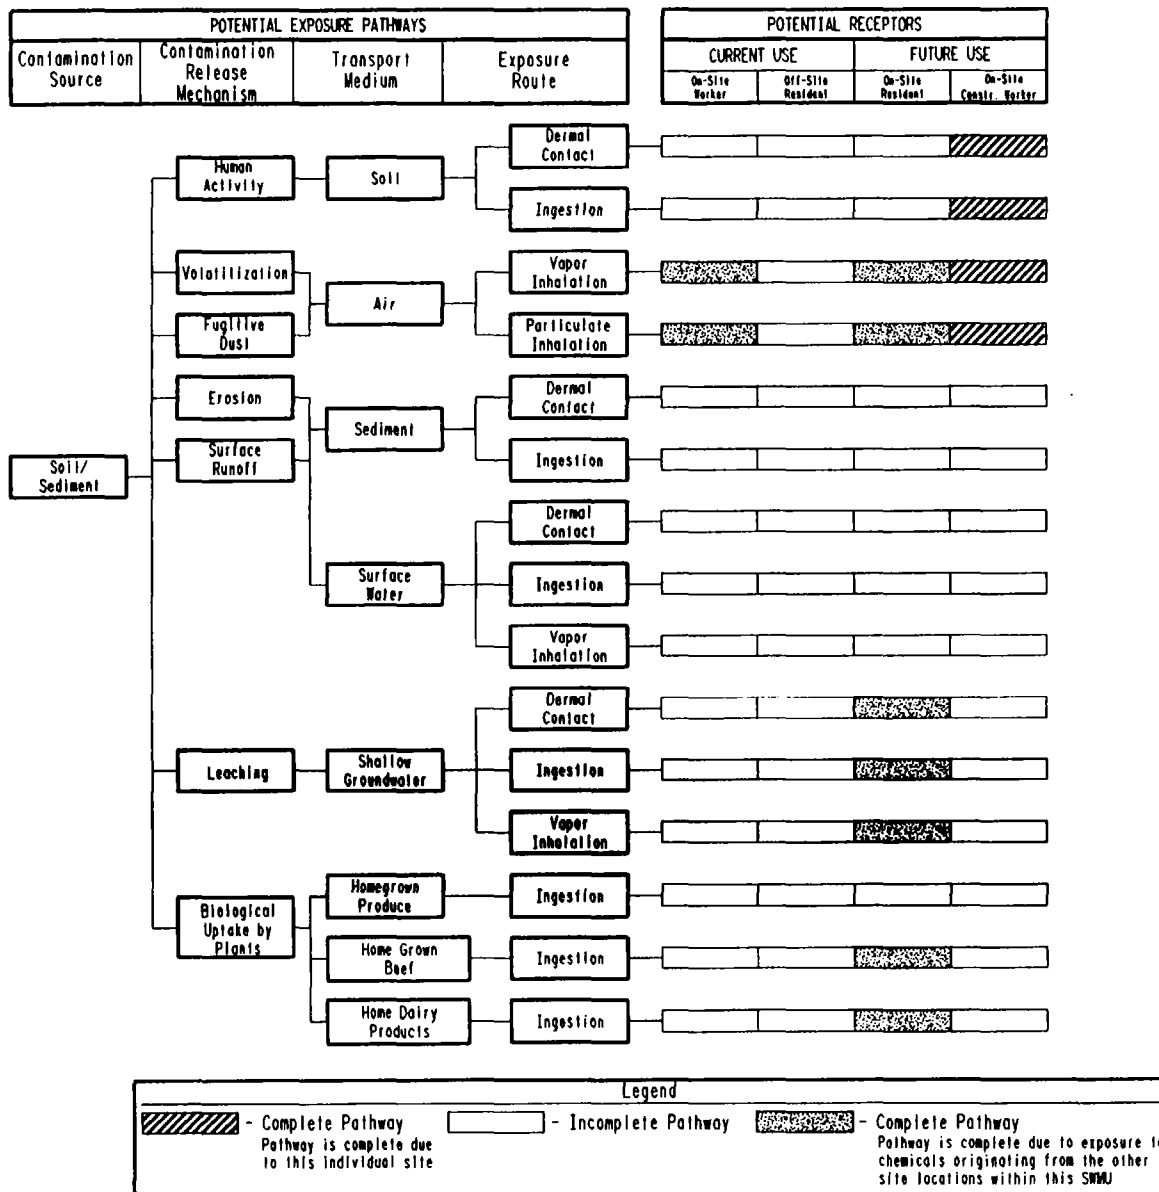 POTENTIAL EXPOSURE PATHWAYS
Contamination
Source
Contamination
Release
Mechanism
Transport
Medium
Exposure
Route
POTENTIAL RECEPTORS
CURRENT USE
FUTURE USE
On-Site
Worker
Off-Site
Resident
On-Site
Resident
On-Site
Constr. Worker
Soil/
Sediment
Human
Activity
Soil
Dermal
Contact
Ingestion
Volatilization
Fugitive
Dust
Air
Vapor
Inhalation
Particulate
Inhalation
Erosion
Surface
Runoff
Sediment
Dermal
Contact
Ingestion
Surface
Water
Dermal
Contact
Ingestion
Vapor
Inhalation
Leaching
Shallow
Groundwater
Dermal
Contact
Ingestion
Vapor
Inhalation
Biological
Uptake by
Plants
Homegrown
Produce
Ingestion
Home Grown
Beef
Ingestion
Home Dairy
Products
Ingestion
Legend
- Complete Pathway
Pathway is complete due
to this individual site
- Incomplete Pathway
- Complete Pathway
Pathway is complete due to exposure to
chemicals originating from the other
site locations within this SWMU